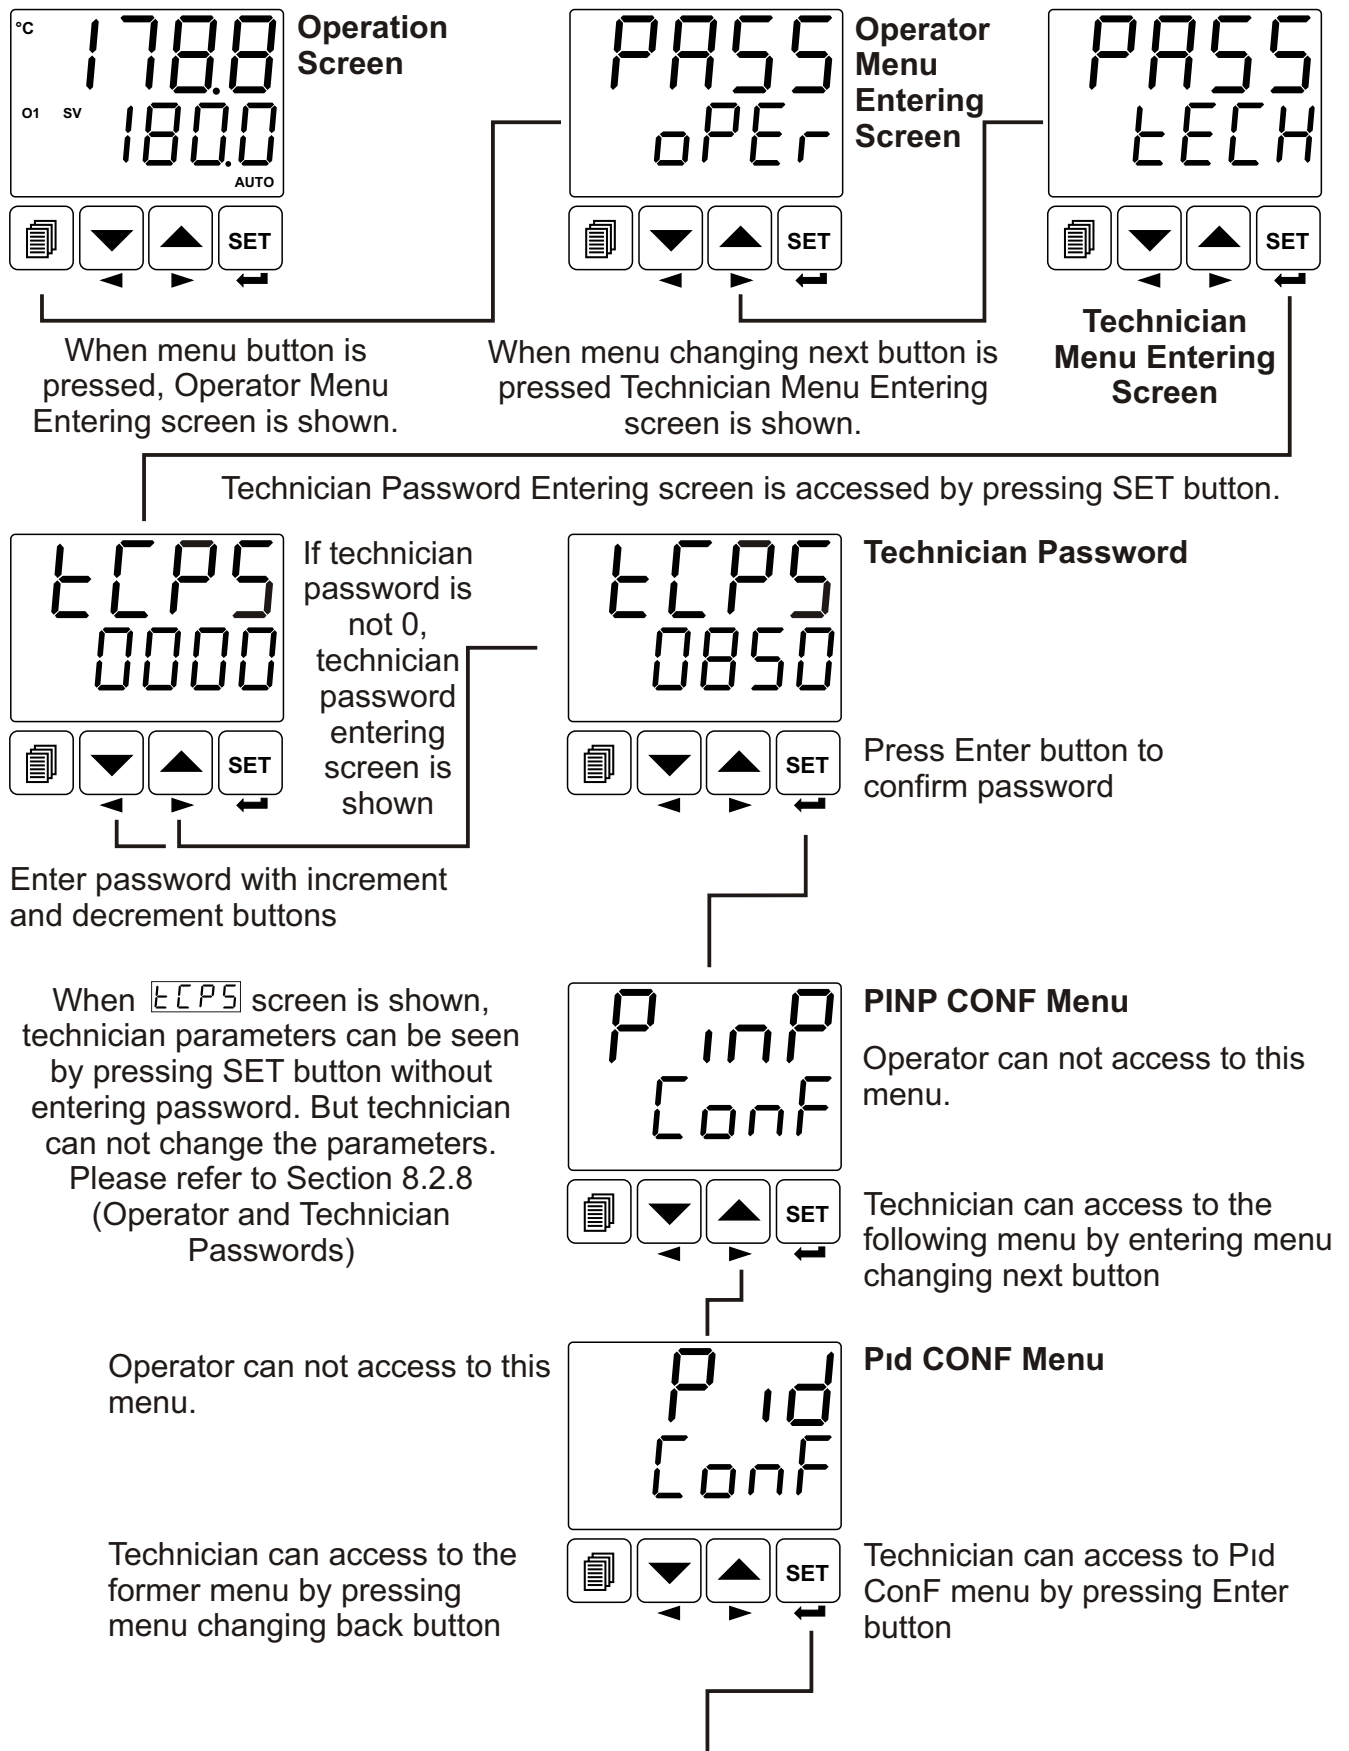 °C
178.8
O1 SV
180.0
AUTO
SET
Operation
Screen
PASS
oPEr
SET
Operator
Menu
Entering
Screen
PASS
tECH
SET
Technician
Menu Entering
Screen
When menu button is
pressed, Operator Menu
Entering screen is shown.
When menu changing next button is
pressed Technician Menu Entering
screen is shown.
Technician Password Entering screen is accessed by pressing SET button.
tCPS
0000
SET
If technician
password is
not 0,
technician
password
entering
screen is
shown
tCPS
0850
SET
Technician Password
Press Enter button to
confirm password
Enter password with increment
and decrement buttons
When tCPS screen is shown,
technician parameters can be seen
by pressing SET button without
entering password. But technician
can not change the parameters.
Please refer to Section 8.2.8
(Operator and Technician
Passwords)
PınP
ConF
SET
PINP CONF Menu
Operator can not access to this
menu.
Technician can access to the
following menu by entering menu
changing next button
Operator can not access to this
menu.
Pıd
ConF
SET
Pıd CONF Menu
Technician can access to the
former menu by pressing
menu changing back button
Technician can access to Pıd
ConF menu by pressing Enter
button